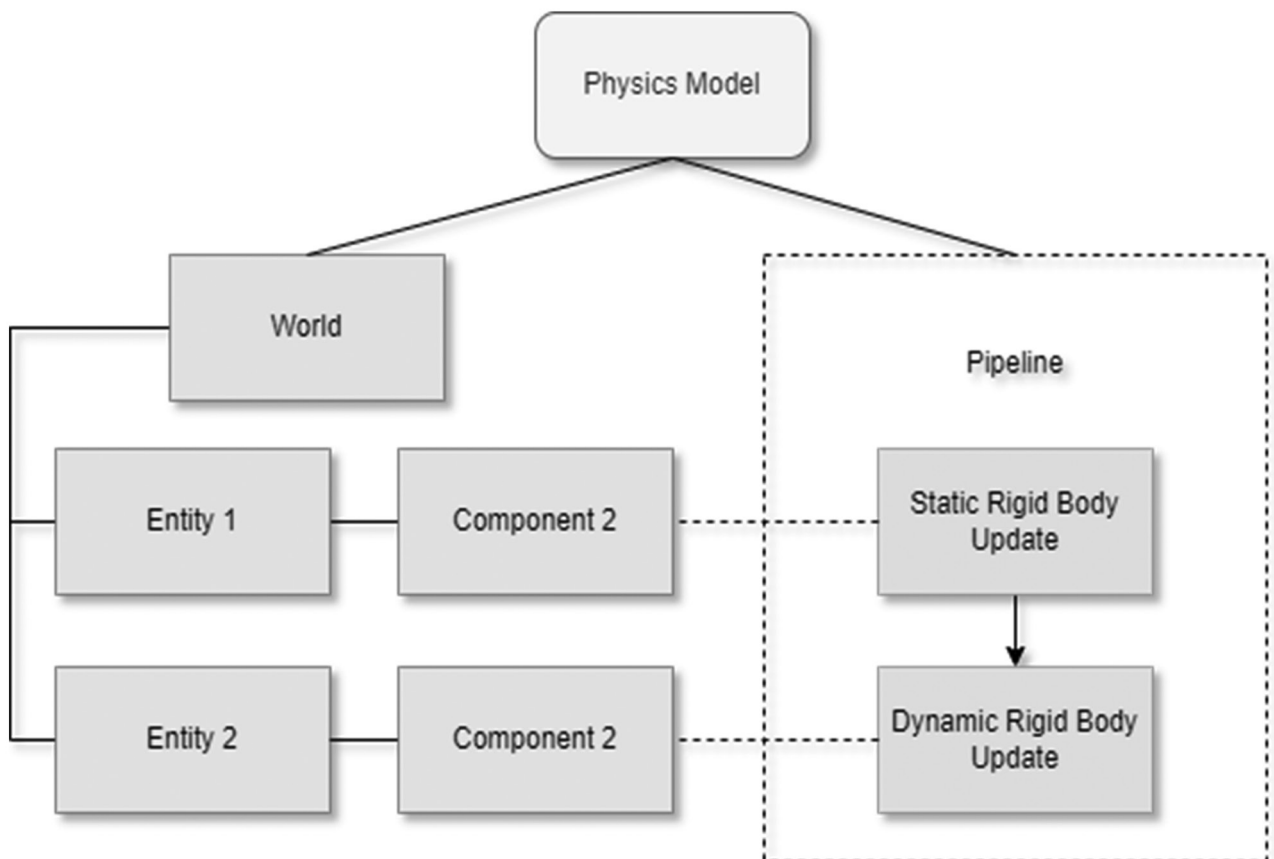 Physics Model
World
Pipeline
Entity 1
Component 2
Static Rigid Body
Update
Entity 2
Component 2
Dynamic Rigid Body
Update